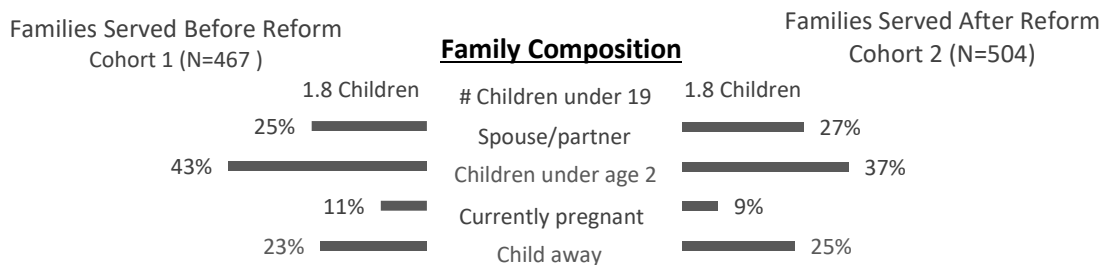 Families Served Before Reform
Cohort 1 (N=467 )
Family Composition
Families Served After Reform
Cohort 2 (N=504)
1.8 Children # Children under 19 1.8 Children
25% Spouse/partner 27%
43% Children under age 2 37%
11% Currently pregnant 9%
23% Child away 25%